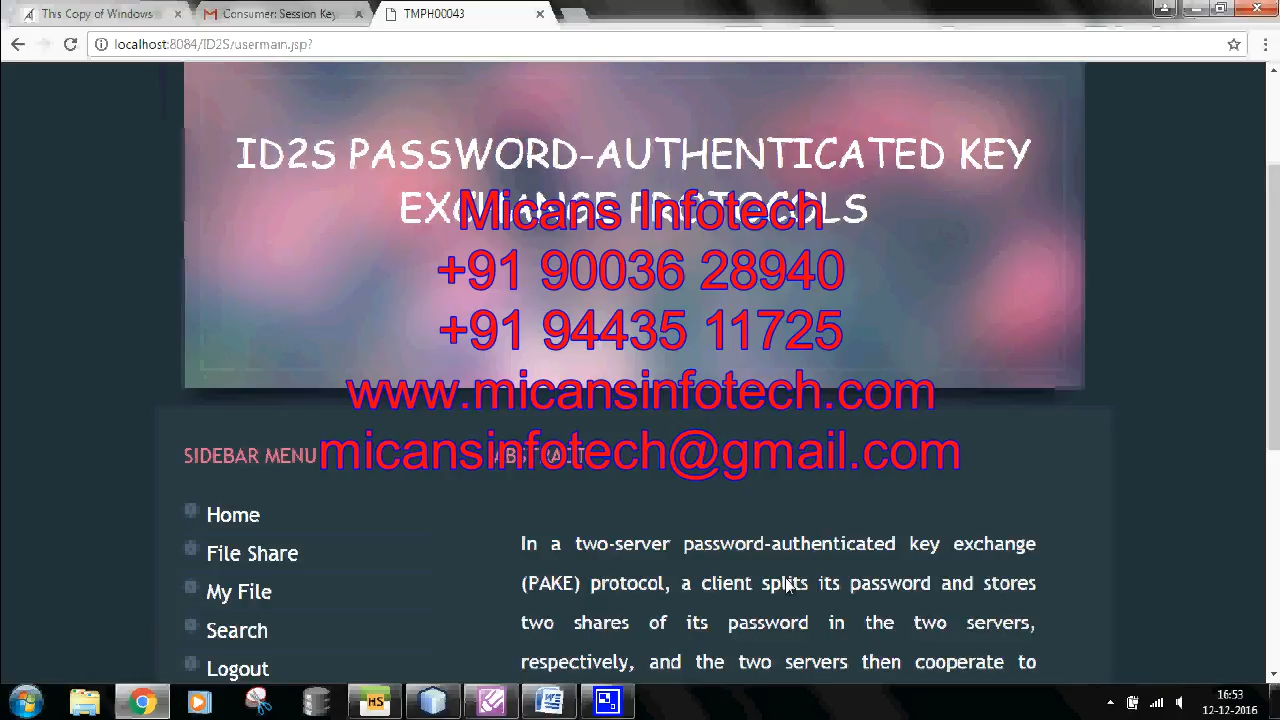 This Copy of Windows
Consumer: Session Key
TMPH00043
localhost:8084/ID2S/usermain.jsp?
ID2S PASSWORD-AUTHENTICATED KEY
EXCHANGE PROTOCOLS
Micans Infotech
+91 90036 28940
+91 94435 11725
www.micansinfotech.com
micansinfotech@gmail.com
SIDEBAR MENU
ABSTRACT
Home
File Share
My File
Search
Logout
In a two-server password-authenticated key exchange
(PAKE) protocol, a client splits its password and stores
two shares of its password in the two servers,
respectively, and the two servers then cooperate to
HS
16:53
12-12-2016